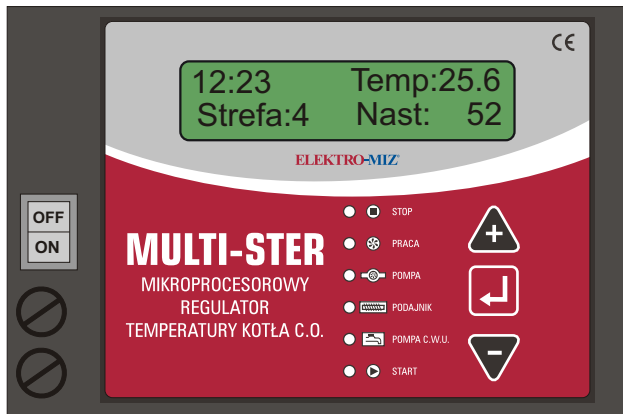 CE
12:23 Temp:25.6
Strefa:4 Nast: 52
ELEKTRO-MIZ
OFF
ON
MULTI-STER
MIKROPROCESOROWY
REGULATOR
TEMPERATURY KOTŁA C.O.
STOP
PRACA
POMPA
PODAJNIK
POMPA C.W.U.
START
+
-